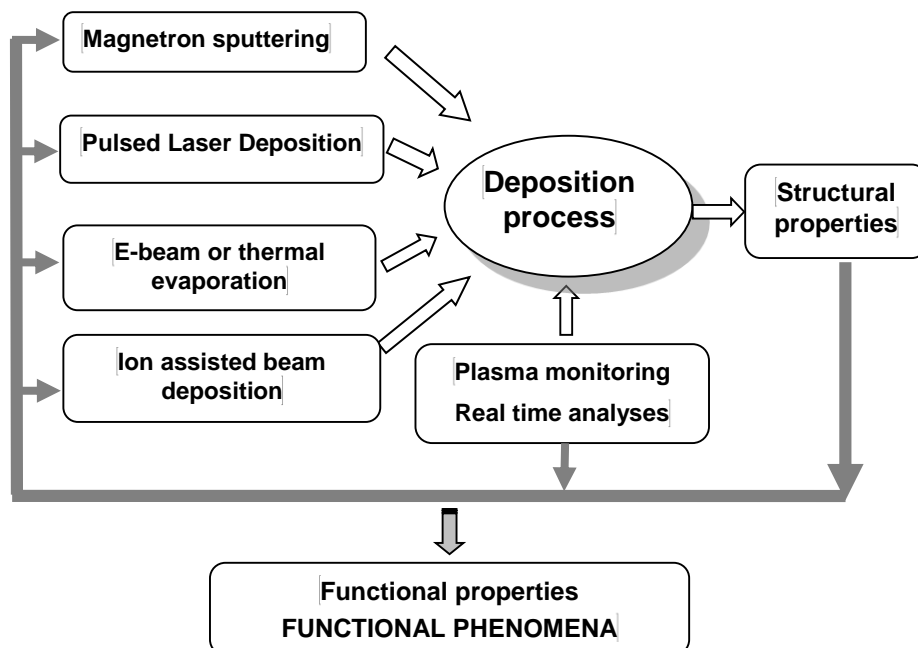 Magnetron sputtering
Pulsed Laser Deposition
E-beam or thermal
evaporation
Ion assisted beam
deposition
Deposition
process
Structural
properties
Plasma monitoring
Real time analyses
Functional properties
FUNCTIONAL PHENOMENA